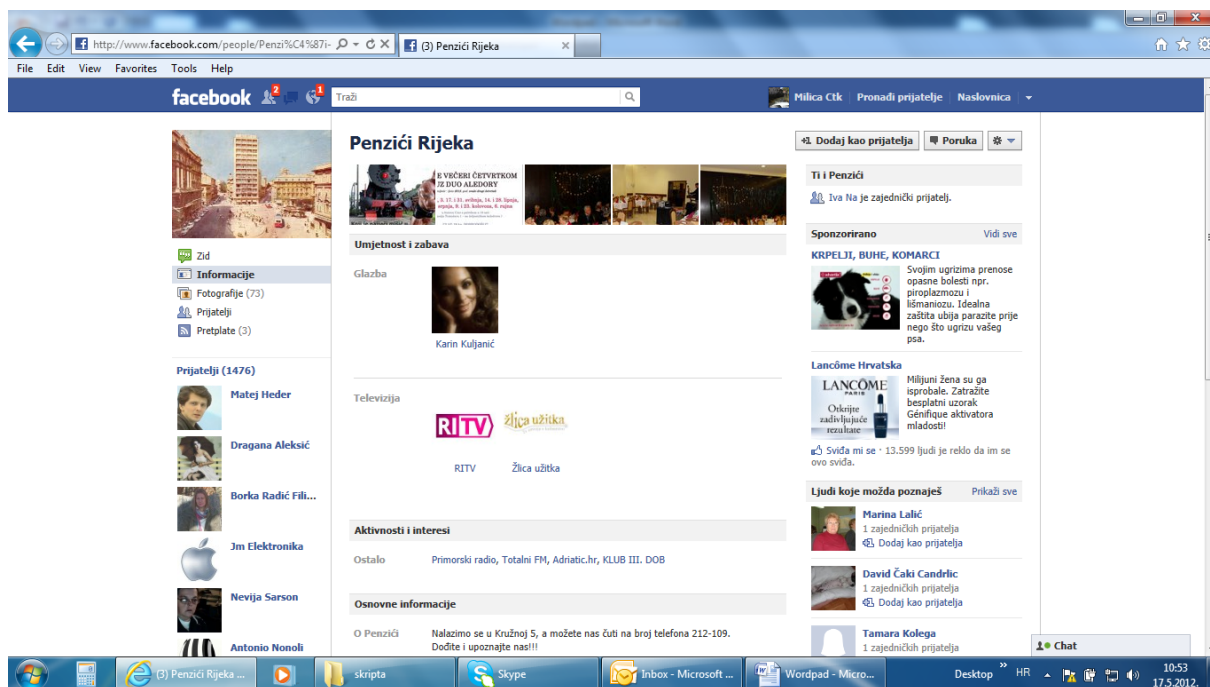 http://www.facebook.com/people/Penzi%C4%87i-
(3) Penzići Rijeka
File Edit View Favorites Tools Help
facebook 2 1 Traži Milica Ctk Pronađi prijatelje Naslovnica
Penzići Rijeka
+1 Dodaj kao prijatelja Poruka
E VEČERI ČETVRTKOM
UZ DUO ALEDORY
Umjetnost i zabava
Glazba
Karin Kuljanić
Televizija
RITV žlica užitka
RITV Žlica užitka
Aktivnosti i interesi
Ostalo Primorski radio, Totalni FM, Adriatic.hr, KLUB III. DOB
Osnovne informacije
O Penzići Nalazimo se u Kružnoj 5, a možete nas čuti na broj telefona 212-109.
Dođite i upoznajte nas!!!
Zid
Informacije
Fotografije (73)
Prijatelji
Pretplate (3)
Prijatelji (1476)
Matej Heder
Dragana Aleksić
Borka Radić Fili...
Jm Elektronika
Nevija Sarson
Antonio Nonoli
Ti i Penzići
Iva Na je zajednički prijatelj.
Sponzorirano Vidi sve
KRPELJI, BUHE, KOMARCI
Svojim ugrizima prenose
opasne bolesti npr.
piroplazmozu i
lišmaniozu. Idealna
zaštita ubija parazite prije
nego što ugrizu vašeg
psa.
Lancôme Hrvatska
LANCÔME
PARIS
Otkrijte
zadivljujuće
rezultate
Milijuni žena su ga
isprobale. Zatražite
besplatni uzorak
Génifique aktivatora
mladosti!
Sviđa mi se · 13.599 ljudi je reklo da im se
ovo sviđa.
Ljudi koje možda poznaješ Prikaži sve
Marina Lalić
1 zajedničkih prijatelja
Dodaj kao prijatelja
David Čaki Candrlic
1 zajedničkih prijatelja
Dodaj kao prijatelja
Tamara Kolega
1 zajedničkih prijatelja
1 Chat
(3) Penzići Rijeka ... skripta Skype Inbox - Microsoft ... Wordpad - Micro... Desktop » HR 10:53
17.5.2012.